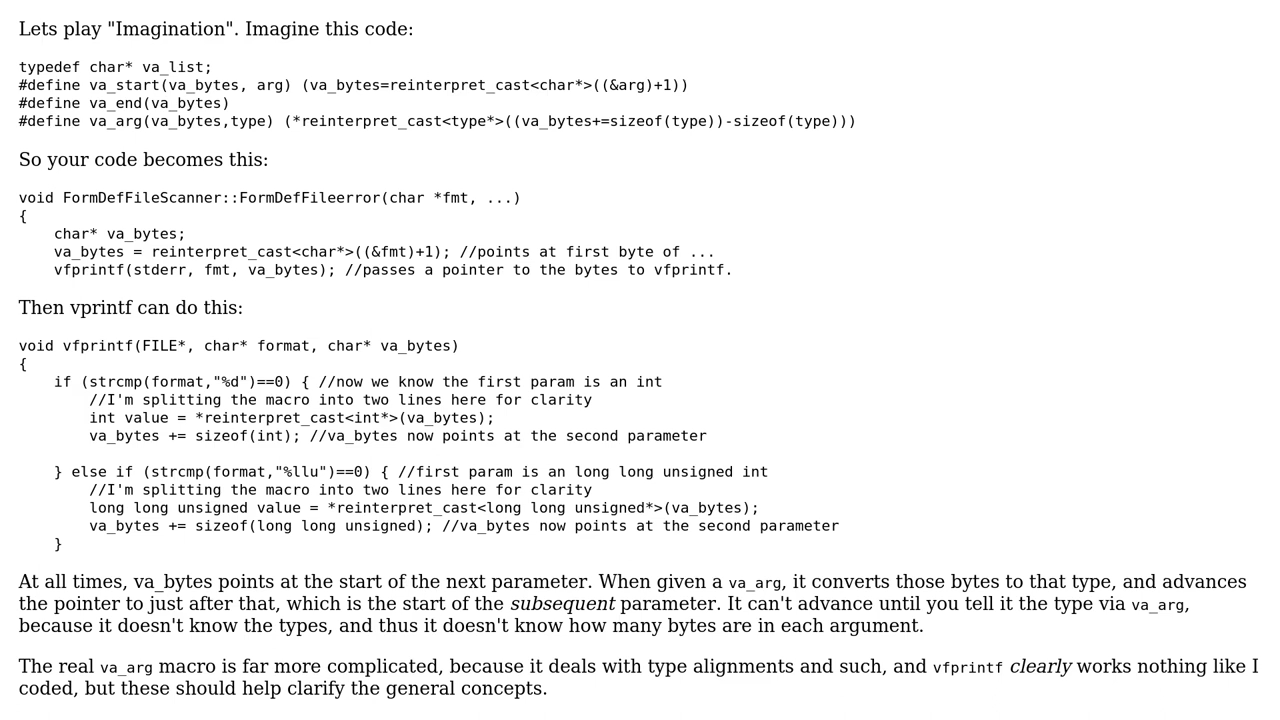 Lets play "Imagination". Imagine this code:
typedef char* va_list;
#define va_start(va_bytes, arg) (va_bytes=reinterpret_cast<char*>((&arg)+1))
#define va_end(va_bytes)
#define va_arg(va_bytes,type) (*reinterpret_cast<type*>((va_bytes+=sizeof(type))-sizeof(type)))
So your code becomes this:
void FormDefFileScanner::FormDefFileerror(char *fmt, ...)
{
    char* va_bytes;
    va_bytes = reinterpret_cast<char*>((&fmt)+1); //points at first byte of ...
    vfprintf(stderr, fmt, va_bytes); //passes a pointer to the bytes to vfprintf.
Then vprintf can do this:
void vfprintf(FILE*, char* format, char* va_bytes)
{
    if (strcmp(format,"%d")==0) { //now we know the first param is an int
        //I'm splitting the macro into two lines here for clarity
        int value = *reinterpret_cast<int*>(va_bytes);
        va_bytes += sizeof(int); //va_bytes now points at the second parameter
    } else if (strcmp(format,"%llu")==0) { //first param is an long long unsigned int
        //I'm splitting the macro into two lines here for clarity
        long long unsigned value = *reinterpret_cast<long long unsigned*>(va_bytes);
        va_bytes += sizeof(long long unsigned); //va_bytes now points at the second parameter
    }
At all times, va_bytes points at the start of the next parameter. When given a va_arg, it converts those bytes to that type, and advances
the pointer to just after that, which is the start of the subsequent parameter. It can't advance until you tell it the type via va_arg,
because it doesn't know the types, and thus it doesn't know how many bytes are in each argument.
The real va_arg macro is far more complicated, because it deals with type alignments and such, and vfprintf clearly works nothing like I
coded, but these should help clarify the general concepts.